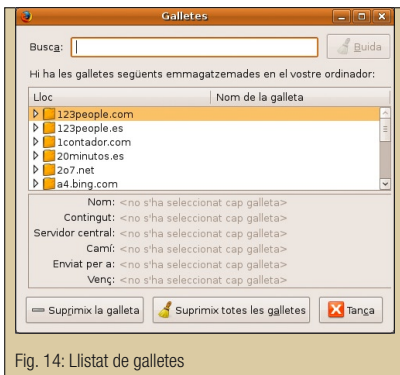 Galletes
Busca: Buida
Hi ha les galletes següents emmagatzemades en el vostre ordinador:
Lloc Nom de la galleta
123people.com
123people.es
1contador.com
20minutos.es
2o7.net
a4.bing.com
Nom: <no s'ha seleccionat cap galleta>
Contingut: <no s'ha seleccionat cap galleta>
Servidor central: <no s'ha seleccionat cap galleta>
Camí: <no s'ha seleccionat cap galleta>
Enviat per a: <no s'ha seleccionat cap galleta>
Venç: <no s'ha seleccionat cap galleta>
Suprimix la galleta Suprimix totes les galletes Tanca
Fig. 14: Llistat de galletes